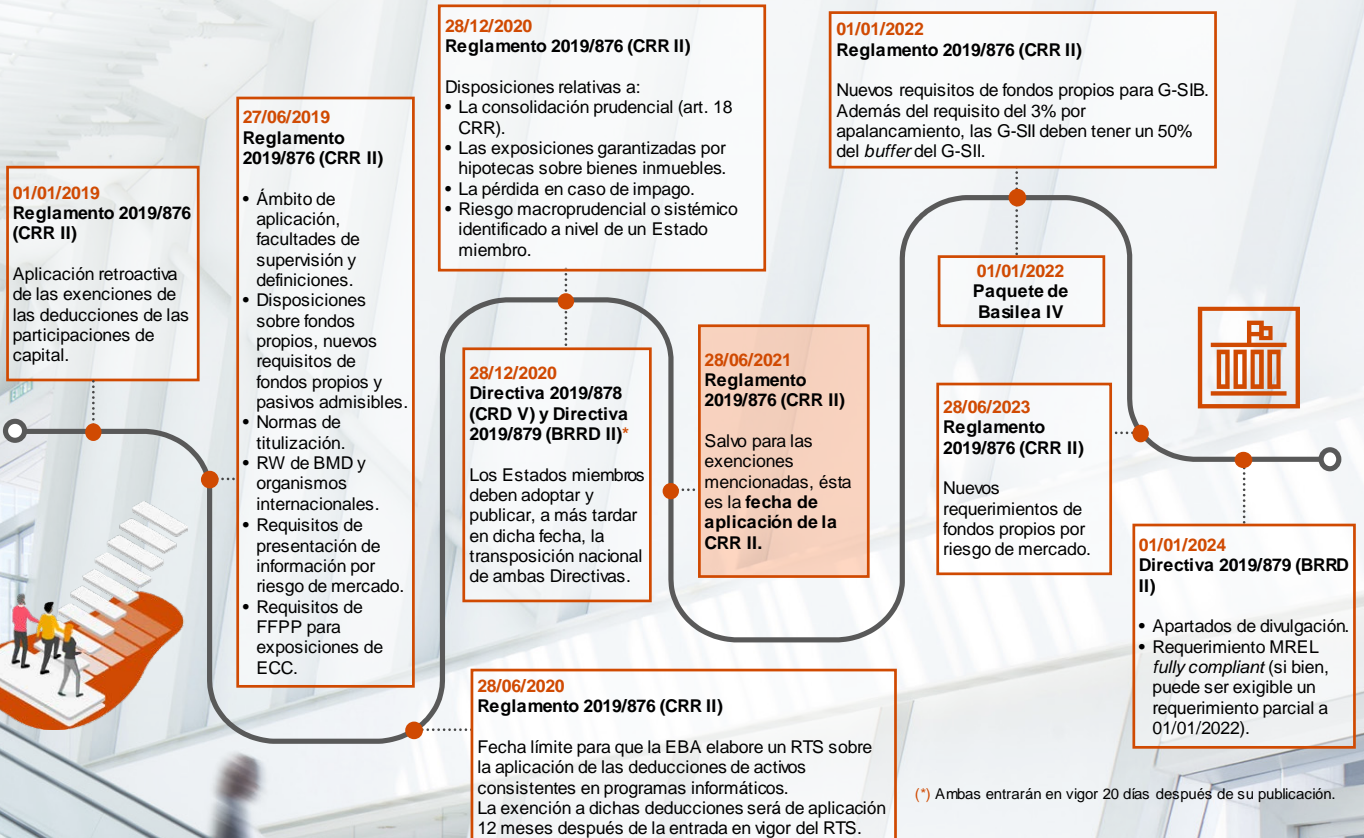 01/01/2019
Reglamento 2019/876
(CRR II)
Aplicación retroactiva
de las exenciones de
las deducciones de las
participaciones de
capital.
27/06/2019
Reglamento
2019/876 (CRR II)
• Ámbito de
aplicación,
facultades de
supervisión y
definiciones.
• Disposiciones
sobre fondos
propios, nuevos
requisitos de
fondos propios y
pasivos admisibles.
• Normas de
titulización.
• RW de BMD y
organismos
internacionales.
• Requisitos de
presentación de
información por
riesgo de mercado.
• Requisitos de
FFPP para
exposiciones de
ECC.
28/06/2020
Reglamento 2019/876 (CRR II)
Fecha límite para que la EBA elabore un RTS sobre
la aplicación de las deducciones de activos
consistentes en programas informáticos.
La exención a dichas deducciones será de aplicación
12 meses después de la entrada en vigor del RTS.
28/12/2020
Reglamento 2019/876 (CRR II)
Disposiciones relativas a:
• La consolidación prudencial (art. 18
CRR).
• Las exposiciones garantizadas por
hipotecas sobre bienes inmuebles.
• La pérdida en caso de impago.
• Riesgo macroprudencial o sistémico
identificado a nivel de un Estado
miembro.
28/12/2020
Directiva 2019/878
(CRD V) y Directiva
2019/879 (BRRD II)*
Los Estados miembros
deben adoptar y
publicar, a más tardar
en dicha fecha, la
transposición nacional
de ambas Directivas.
28/06/2021
Reglamento
2019/876 (CRR II)
Salvo para las
exenciones
mencionadas, ésta
es la fecha de
aplicación de la
CRR II.
01/01/2022
Reglamento 2019/876 (CRR II)
Nuevos requisitos de fondos propios para G-SIB.
Además del requisito del 3% por
apalancamiento, las G-SII deben tener un 50%
del buffer del G-SII.
01/01/2022
Paquete de
Basilea IV
28/06/2023
Reglamento
2019/876 (CRR II)
Nuevos
requerimientos de
fondos propios por
riesgo de mercado.
01/01/2024
Directiva 2019/879 (BRRD
II)
• Apartados de divulgación.
• Requerimiento MREL
fully compliant (si bien,
puede ser exigible un
requerimiento parcial a
01/01/2022).
(*) Ambas entrarán en vigor 20 días después de su publicación.